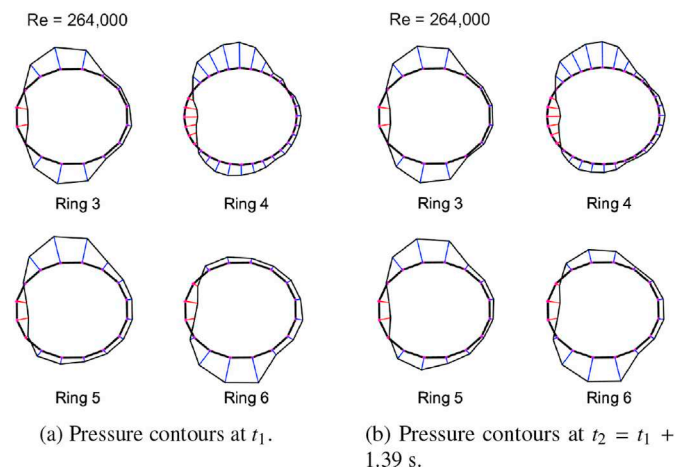 Re = 264,000
Ring 3
Ring 4
Ring 5
Ring 6
(a) Pressure contours at t₁.
Re = 264,000
Ring 3
Ring 4
Ring 5
Ring 6
(b) Pressure contours at t₂ = t₁ +
1.39 s.